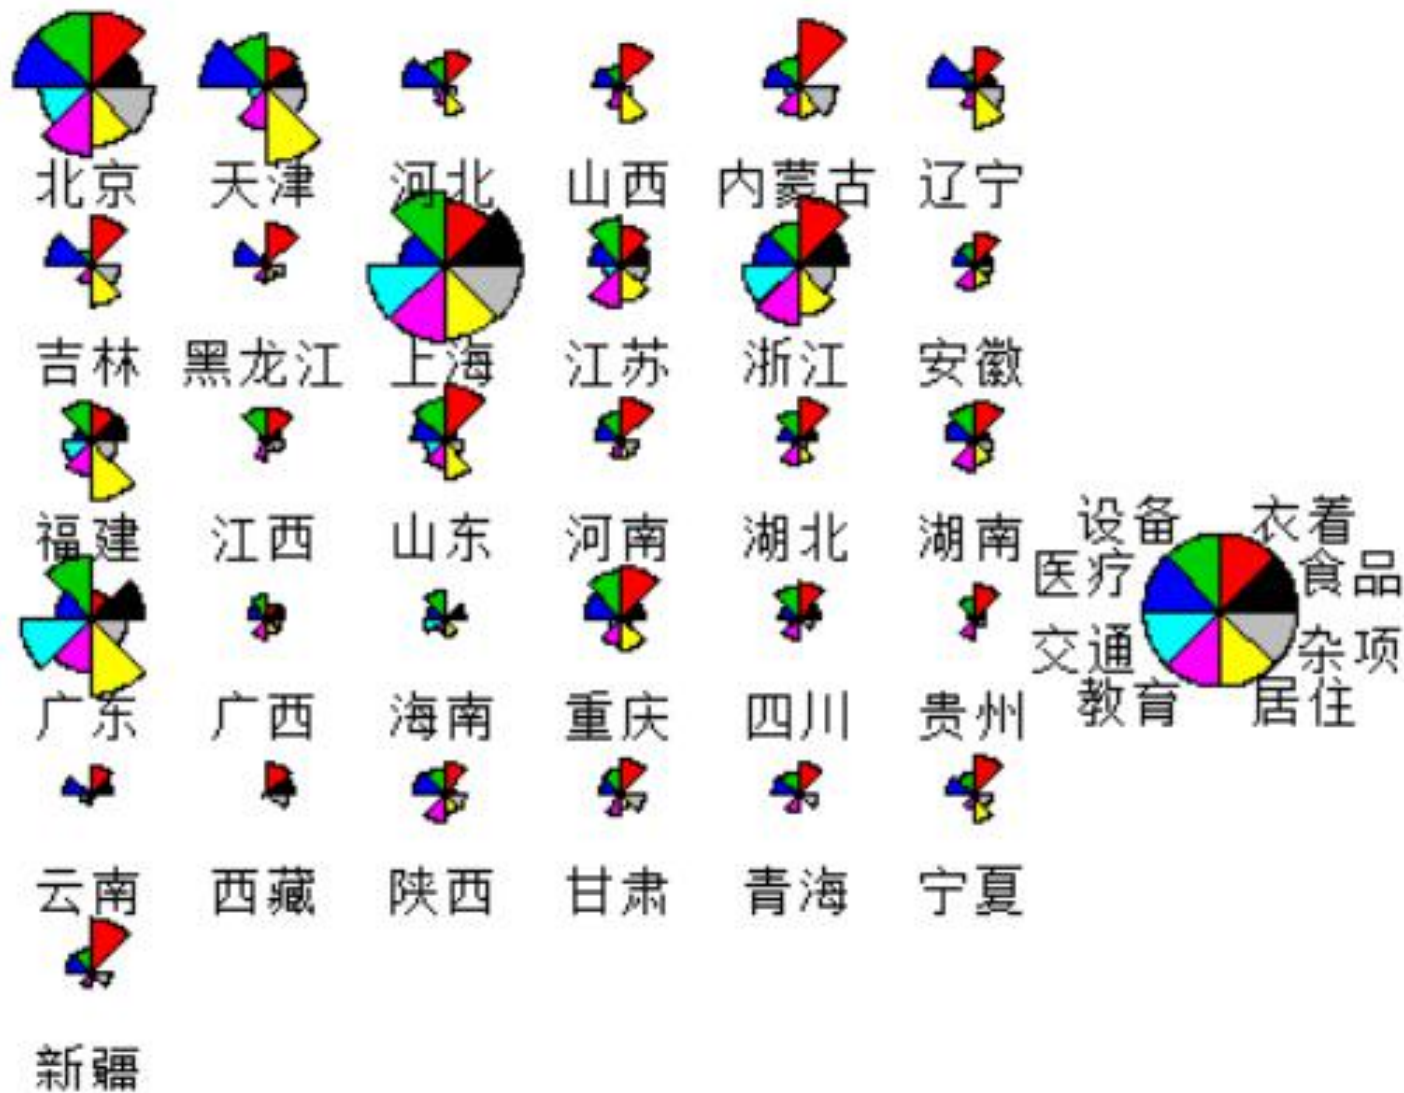 北京 天津 河北 山西 内蒙古 辽宁
吉林 黑龙江 上海 江苏 浙江 安徽
福建 江西 山东 河南 湖北 湖南
设备 衣着
医疗 食品
交通 杂项
教育 居住
广东 广西 海南 重庆 四川 贵州
云南 西藏 陕西 甘肃 青海 宁夏
新疆